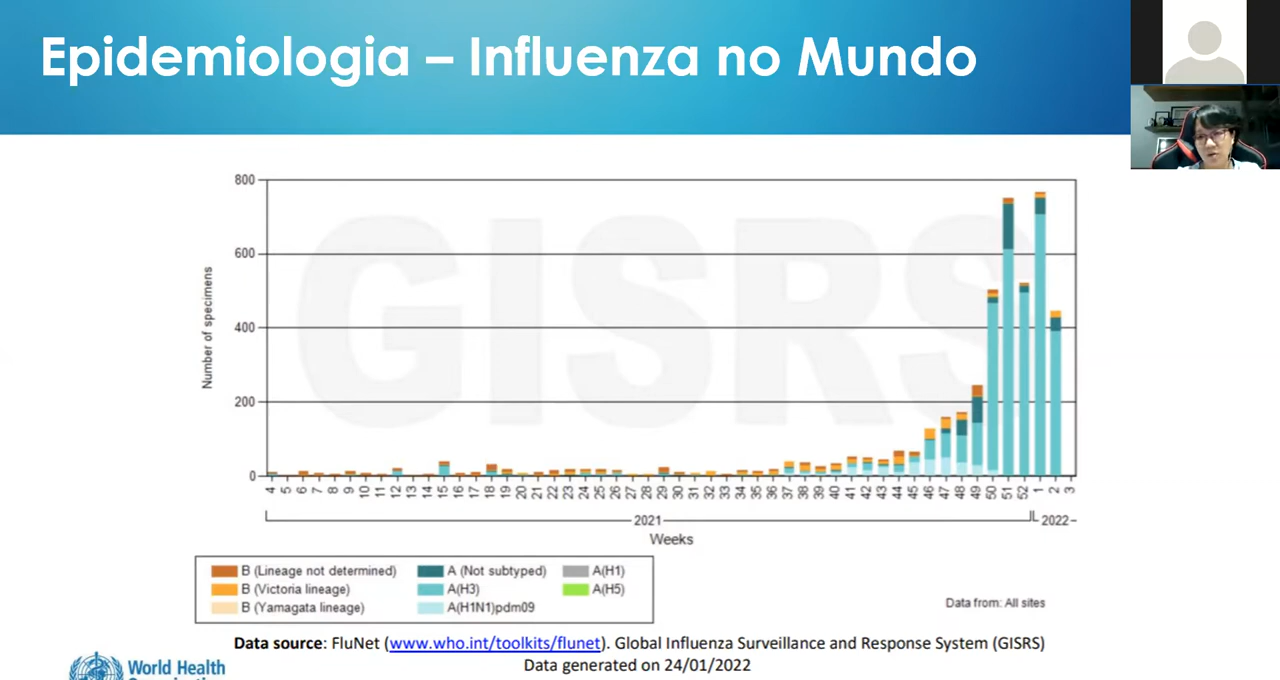 Epidemiologia – Influenza no Mundo
GISRS
800
600
400
200
0
Number of specimens
4 5 6 7 8 9 10 11 12 13 14 15 16 17 18 19 20 21 22 23 24 25 26 27 28 29 30 31 32 33 34 35 36 37 38 39 40 41 42 43 44 45 46 47 48 49 50 51 52 1 2 3
2021 2022
Weeks
B (Lineage not determined) A (Not subtyped) A(H1)
B (Victoria lineage) A(H3) A(H5)
B (Yamagata lineage) A(H1N1)pdm09
Data from: All sites
Data source: FluNet (www.who.int/toolkits/flunet). Global Influenza Surveillance and Response System (GISRS)
Data generated on 24/01/2022
World Health